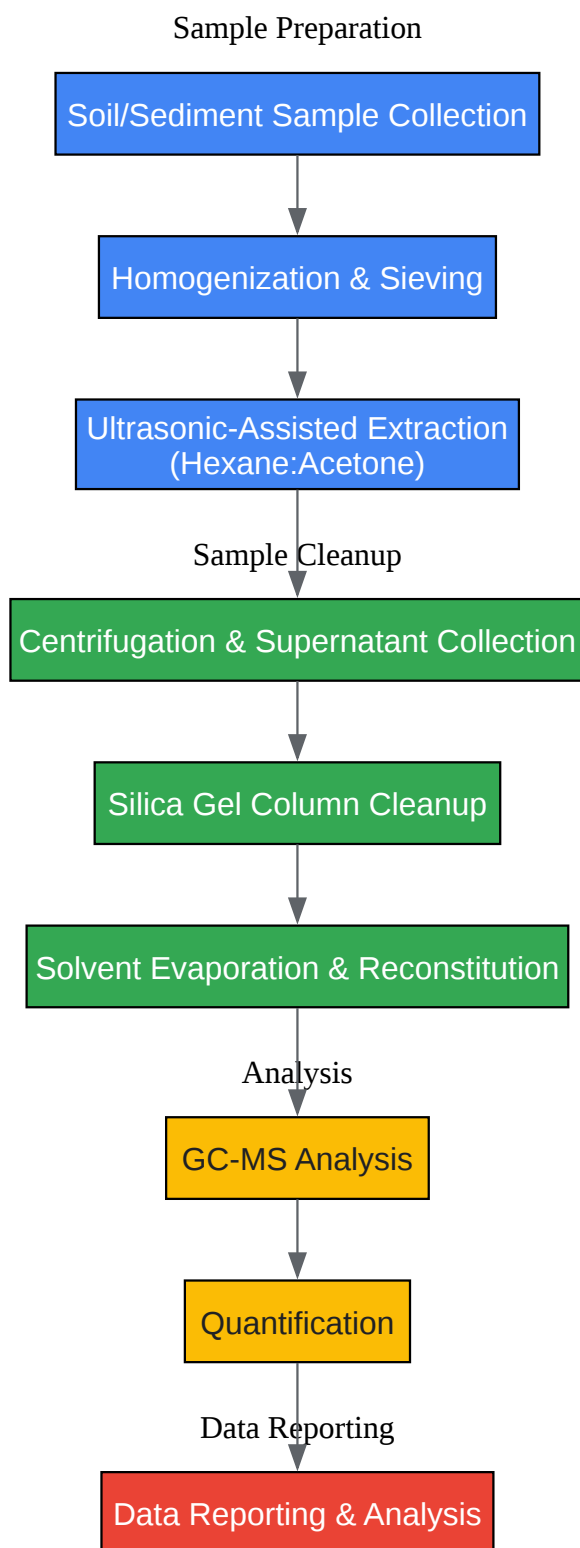 Sample Preparation
Soil/Sediment Sample Collection
Homogenization & Sieving
Ultrasonic-Assisted Extraction
(Hexane:Acetone)
Sample Cleanup
Centrifugation & Supernatant Collection
Silica Gel Column Cleanup
Solvent Evaporation & Reconstitution
Analysis
GC-MS Analysis
Quantification
Data Reporting
Data Reporting & Analysis